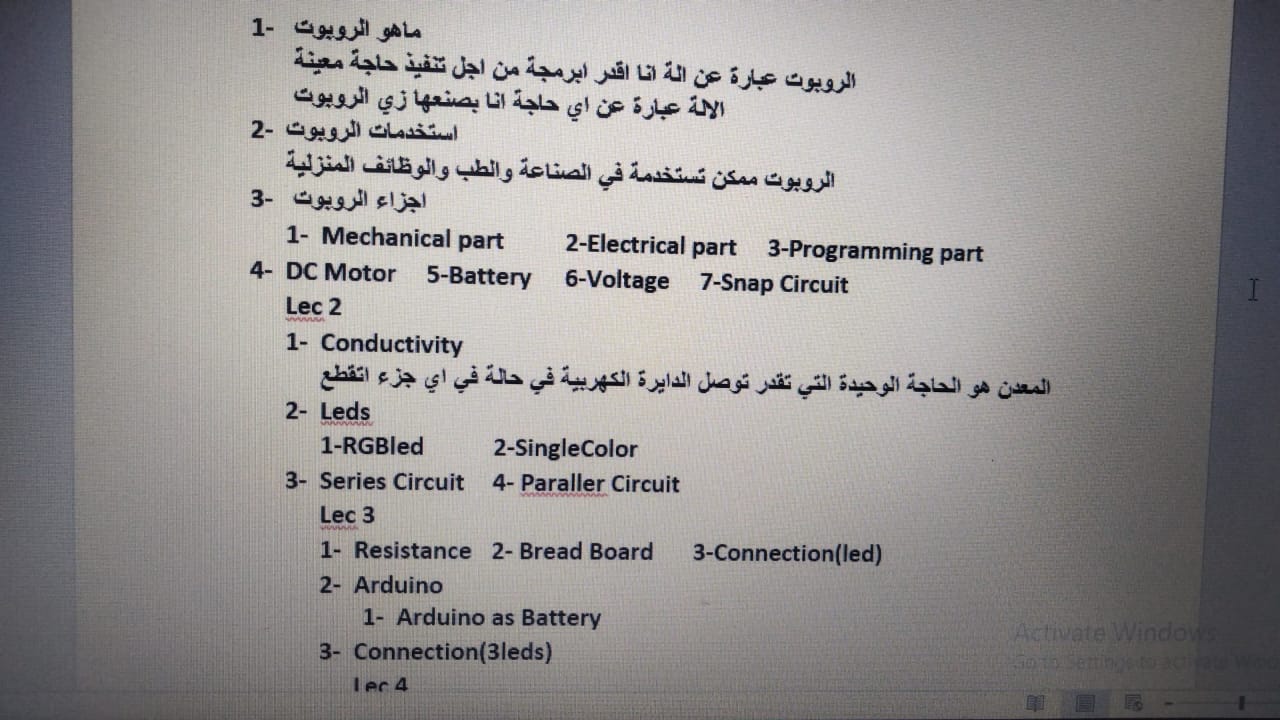 1- ماهو الروبوت
الروبوت عبارة عن الة انا اقدر ابرمجة من اجل تنفيذ حاجة معينة
الالة عبارة عن اي حاجة انا بصنعها زي الروبوت
2- استخدمات الروبوت
الروبوت ممكن تستخدمة في الصناعة والطب والوظائف المنزلية
3- اجزاء الروبوت
1- Mechanical part 2-Electrical part 3-Programming part
4- DC Motor 5-Battery 6-Voltage 7-Snap Circuit
Lec 2
1- Conductivity
المعدن هو الحاجة الوحيدة التي تقدر توصل الدايرة الكهربية في حالة في اي جزء اتقطع
2- Leds
1-RGBled 2-SingleColor
3- Series Circuit 4- Paraller Circuit
Lec 3
1- Resistance 2- Bread Board 3-Connection(led)
2- Arduino
1- Arduino as Battery
3- Connection(3leds)
Lec 4
Activate Windows
Go to Settings to activate Wind